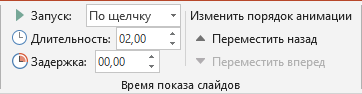 Запуск: По щелчку
Длительность: 02,00
Задержка: 00,00
Изменить порядок анимации
Переместить назад
Переместить вперед
Время показа слайдов